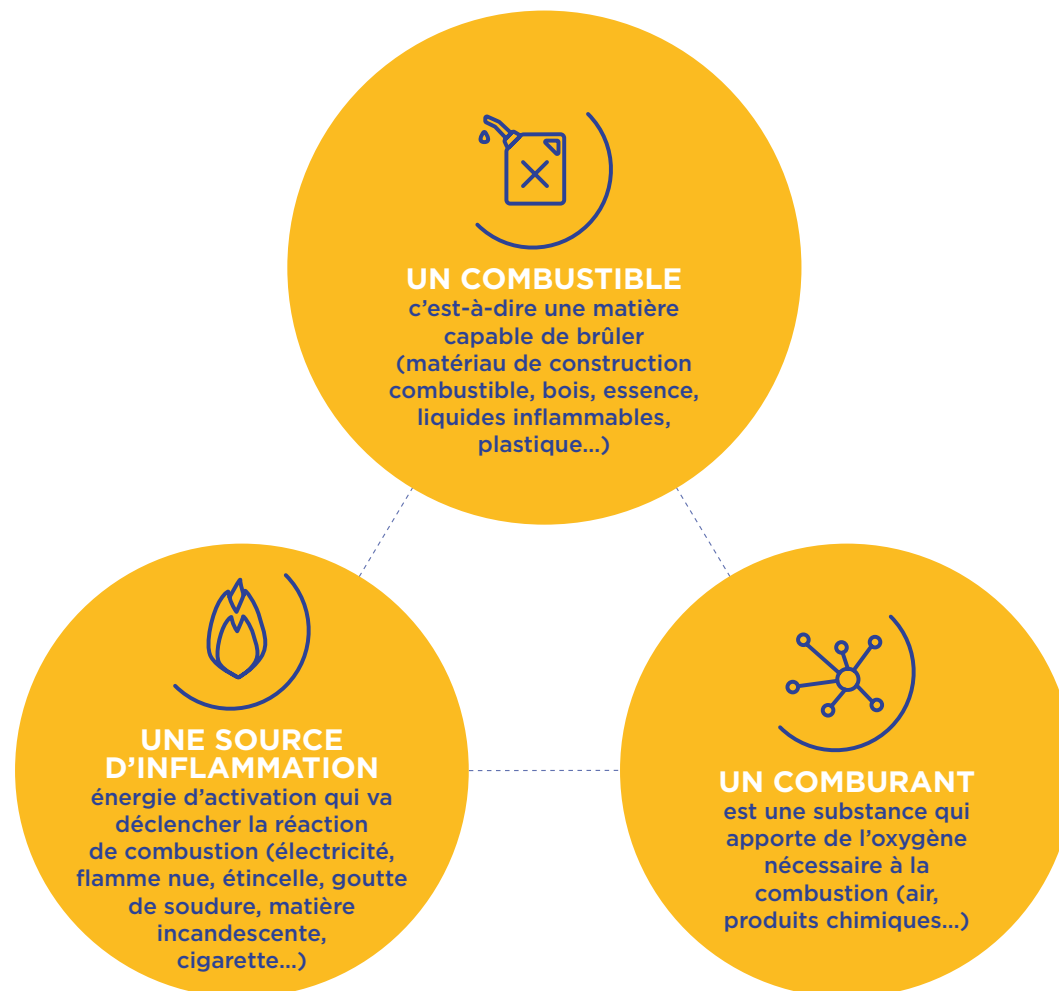 UN COMBUSTIBLE
c’est-à-dire une matière
capable de brûler
(matériau de construction
combustible, bois, essence,
liquides inflammables,
plastique...)
UNE SOURCE
D’INFLAMMATION
énergie d’activation qui va
déclencher la réaction
de combustion (électricité,
flamme nue, étincelle, goutte
de soudure, matière
incandescente,
cigarette...)
UN COMBURANT
est une substance qui
apporte de l’oxygène
nécessaire à la
combustion (air,
produits chimiques...)